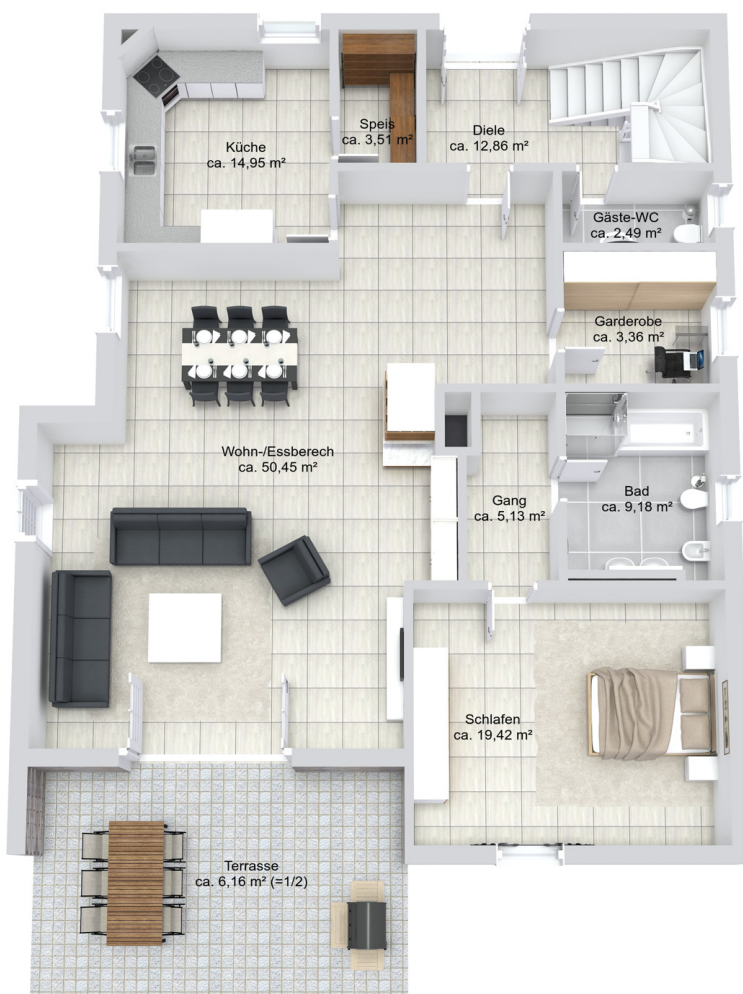 Küche
ca. 14,95 m²
Speis
ca. 3,51 m²
Diele
ca. 12,86 m²
Gäste-WC
ca. 2,49 m²
Garderobe
ca. 3,36 m²
Wohn-/Essberech
ca. 50,45 m²
Gang
ca. 5,13 m²
Bad
ca. 9,18 m²
Schlafen
ca. 19,42 m²
Terrasse
ca. 6,16 m² (=1/2)